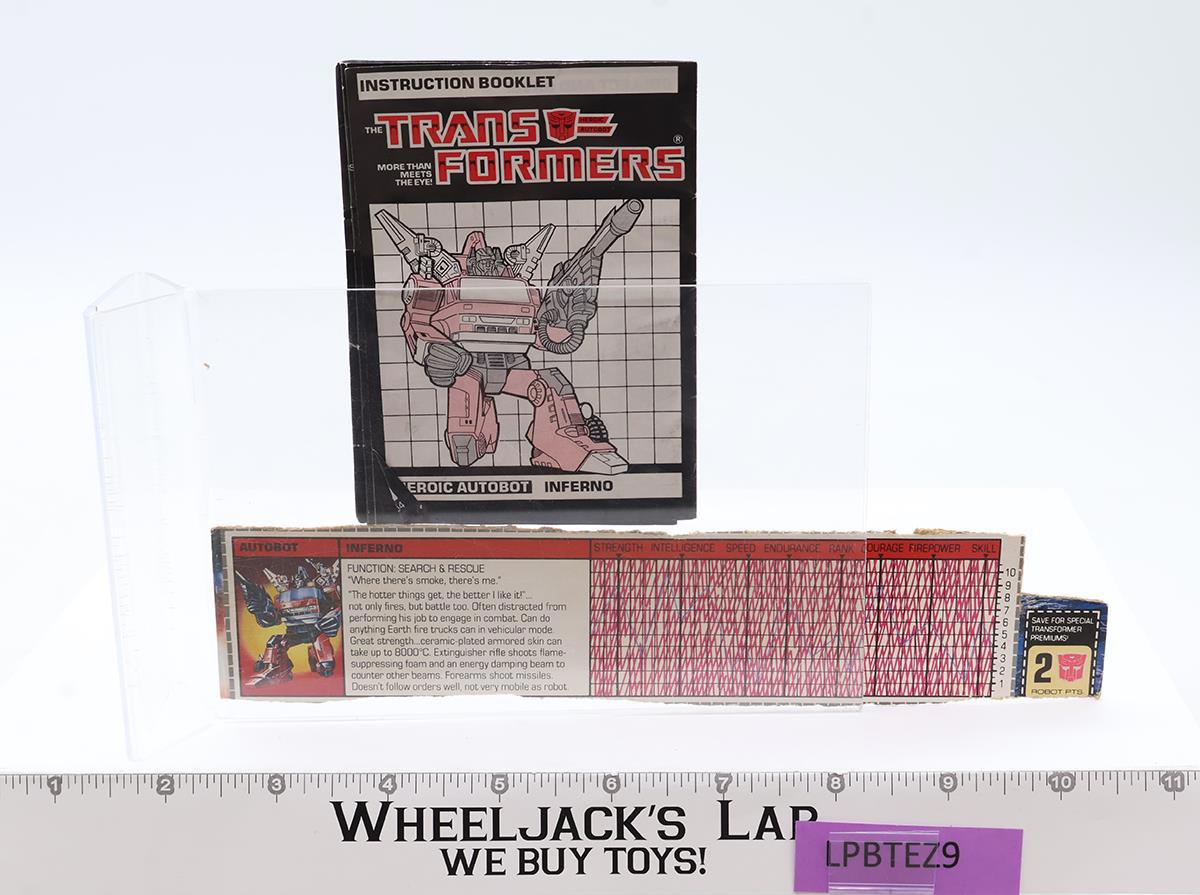 INSTRUCTION BOOKLET
THE TRANS HEROIC AUTOBOT
MORE THAN MEETS THE EYE! FORMERS ®
HEROIC AUTOBOT INFERNO
AUTOBOT INFERNO
FUNCTION: SEARCH & RESCUE
"Where there's smoke, there's me."
"The hotter things get, the better I like it!"...
not only fires, but battle too. Often distracted from
performing his job to engage in combat. Can do
anything Earth fire trucks can in vehicular mode.
Great strength...ceramic-plated armored skin can
take up to 8000°C. Extinguisher rifle shoots flame-
suppressing foam and an energy damping beam to
counter other beams. Forearms shoot missiles.
Doesn't follow orders well, not very mobile as robot.
STRENGTH INTELLIGENCE SPEED ENDURANCE RANK COURAGE FIREPOWER SKILL
10
9
8
7
6
5
4
3
2
1
SAVE FOR SPECIAL
TRANSFORMER
PREMIUMS!
2
ROBOT PTS.
1 2 3 4 5 6 7 8 9 10 11
WHEELJACK'S LAB
WE BUY TOYS!
LPBTEZ9